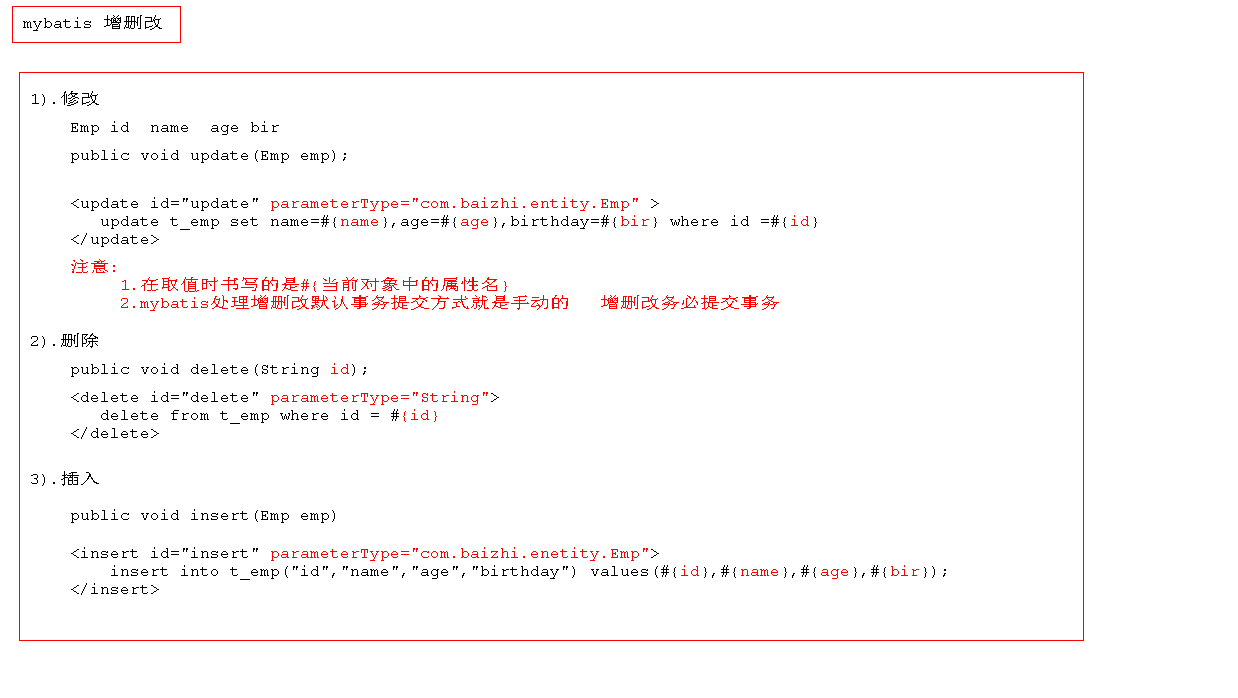 mybatis 增删改
1).修改
Emp id  name  age bir
public void update(Emp emp);
<update id="update" parameterType="com.baizhi.entity.Emp" >
update t_emp set name=#{name},age=#{age},birthday=#{bir} where id =#{id}
</update>
注意:
1.在取值时书写的是#{当前对象中的属性名}
2.mybatis处理增删改默认事务提交方式就是手动的   增删改务必提交事务
2).删除
public void delete(String id);
<delete id="delete" parameterType="String">
delete from t_emp where id = #{id}
</delete>
3).插入
public void insert(Emp emp)
<insert id="insert" parameterType="com.baizhi.enetity.Emp">
insert into t_emp("id","name","age","birthday") values(#{id},#{name},#{age},#{bir});
</insert>